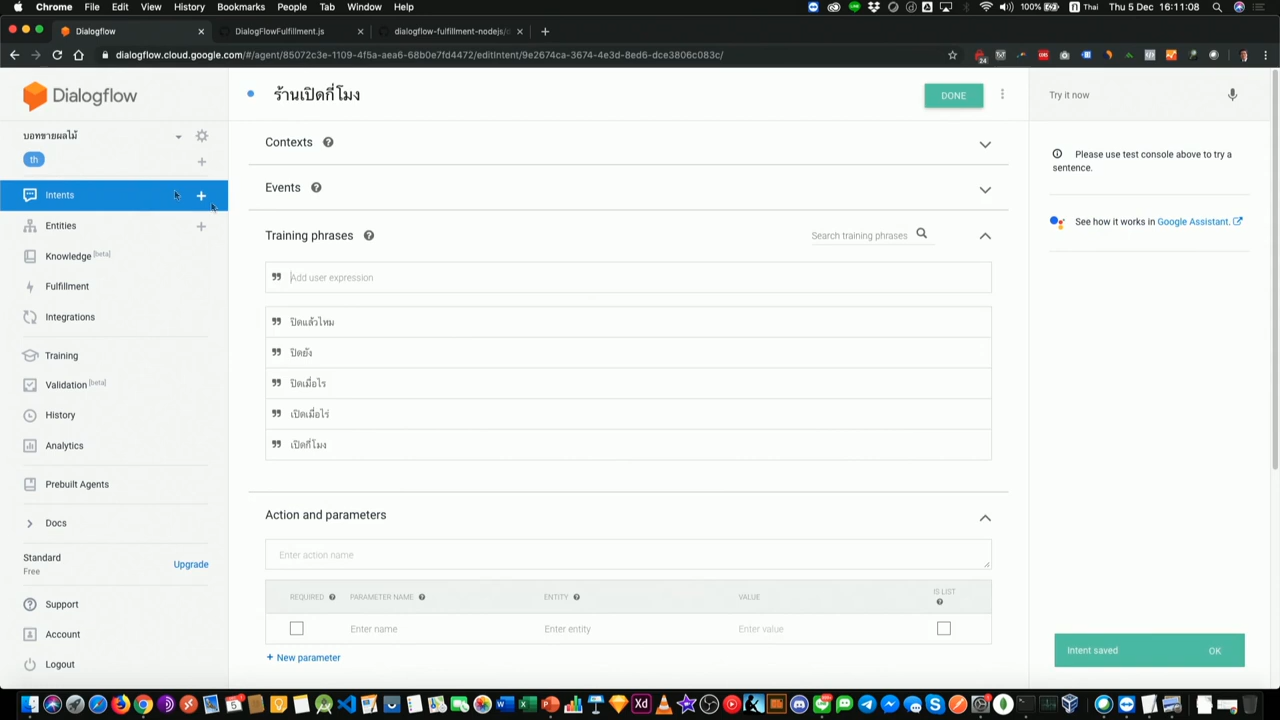 Chrome File Edit View History Bookmarks People Tab Window Help 100% Thai Thu 5 Dec 16:11:08
Dialogflow DialogFlowFulfillment.js dialogflow-fulfillment-nodejs/
dialogflow.cloud.google.com/#/agent/85072c3e-1109-4f5a-aea6-68b0e7fd4472/editIntent/9e2674ca-3674-4e3d-8ed6-dce3806c083c/
Dialogflow
บอทขายผลไม้
th
Intents
Entities
Knowledge [beta]
Fulfillment
Integrations
Training
Validation [beta]
History
Analytics
Prebuilt Agents
Docs
Standard
Free
Upgrade
Support
Account
Logout
ร้านเปิดกี่โมง
DONE
Contexts
Events
Training phrases
Search training phrases
Add user expression
ปิดแล้วไหม
ปิดยัง
ปิดเมื่อไร
เปิดเมื่อไร่
เปิดกี่โมง
Action and parameters
Enter action name
REQUIRED PARAMETER NAME ENTITY VALUE IS LIST
Enter name Enter entity Enter value
+ New parameter
Try it now
Please use test console above to try a
sentence.
See how it works in Google Assistant.
Intent saved OK